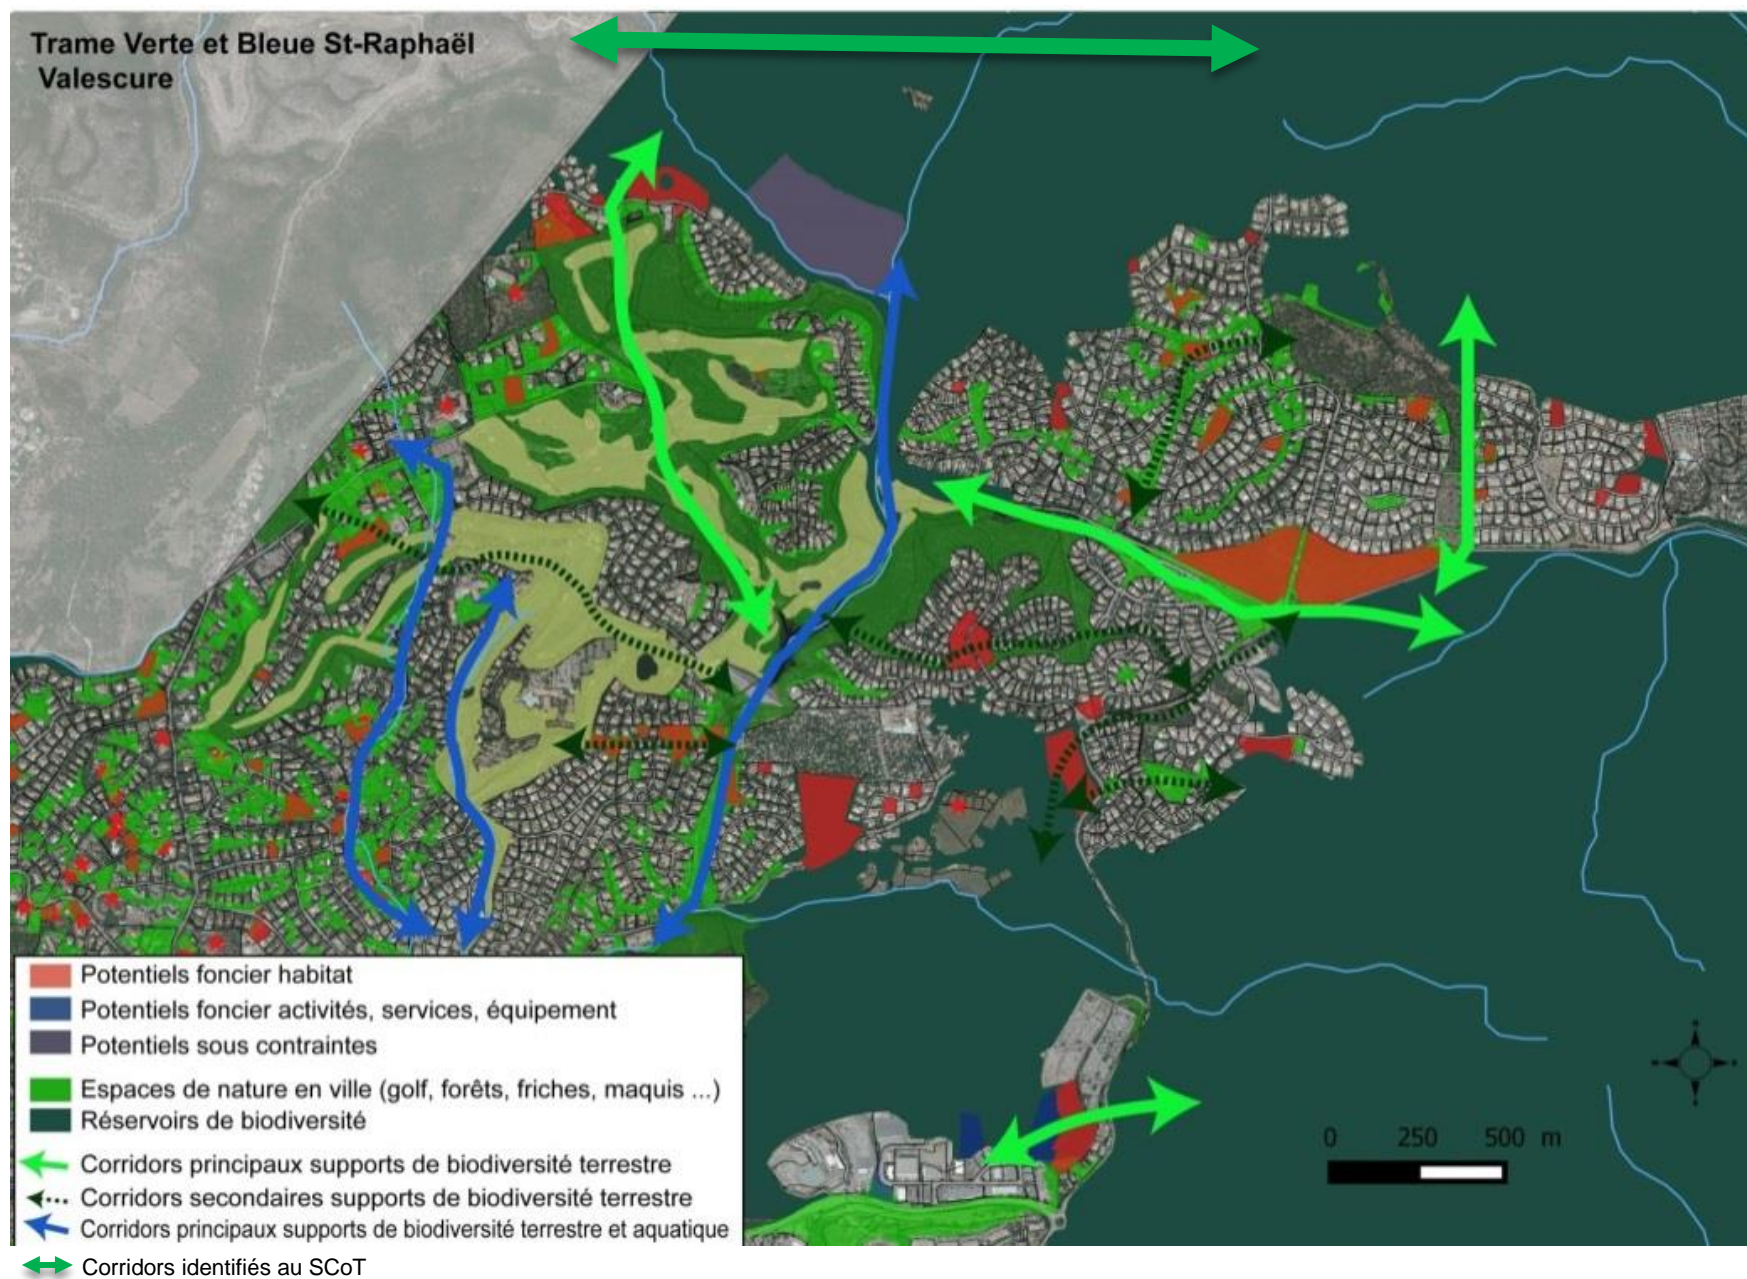 Trame Verte et Bleue St-Raphaël
Valescure
Potentiels foncier habitat
Potentiels foncier activités, services, équipement
Potentiels sous contraintes
Espaces de nature en ville (golf, forêts, friches, maquis ...)
Réservoirs de biodiversité
Corridors principaux supports de biodiversité terrestre
Corridors secondaires supports de biodiversité terrestre
Corridors principaux supports de biodiversité terrestre et aquatique
Corridors identifiés au SCoT
0 250 500 m